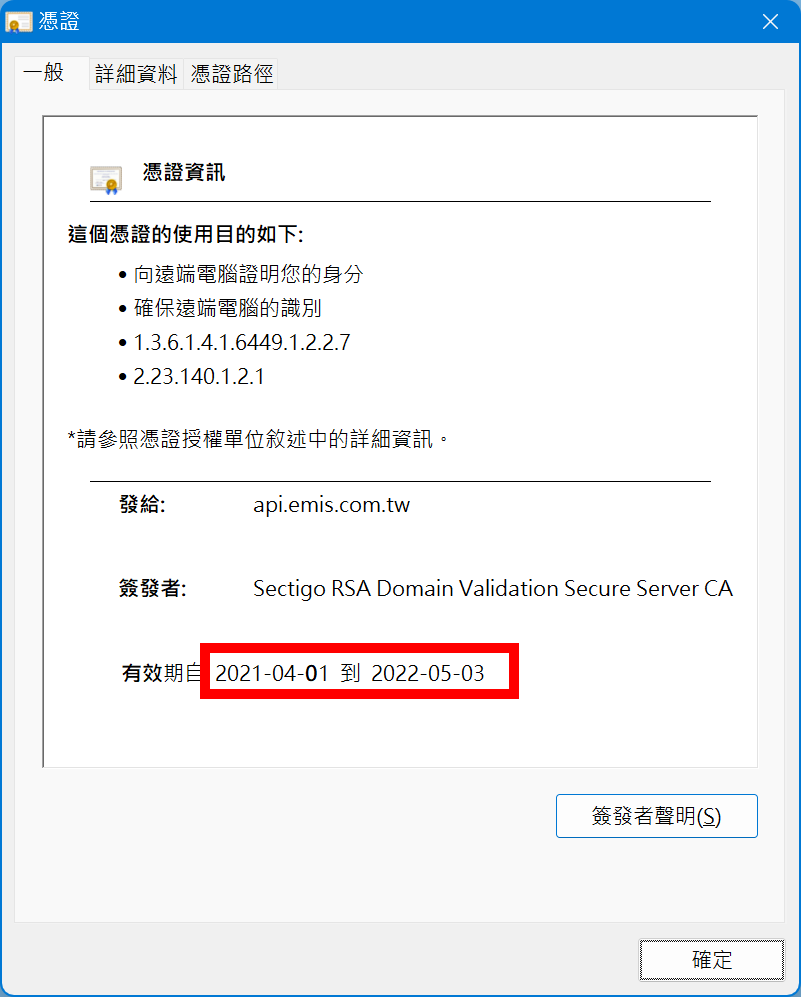 憑證
一般 詳細資料 憑證路徑
憑證資訊
這個憑證的使用目的如下:
• 向遠端電腦證明您的身分
• 確保遠端電腦的識別
• 1.3.6.1.4.1.6449.1.2.2.7
• 2.23.140.1.2.1
*請參照憑證授權單位敘述中的詳細資訊。
發給: api.emis.com.tw
簽發者: Sectigo RSA Domain Validation Secure Server CA
有效期自 2021-04-01 到 2022-05-03
簽發者聲明(S)
確定